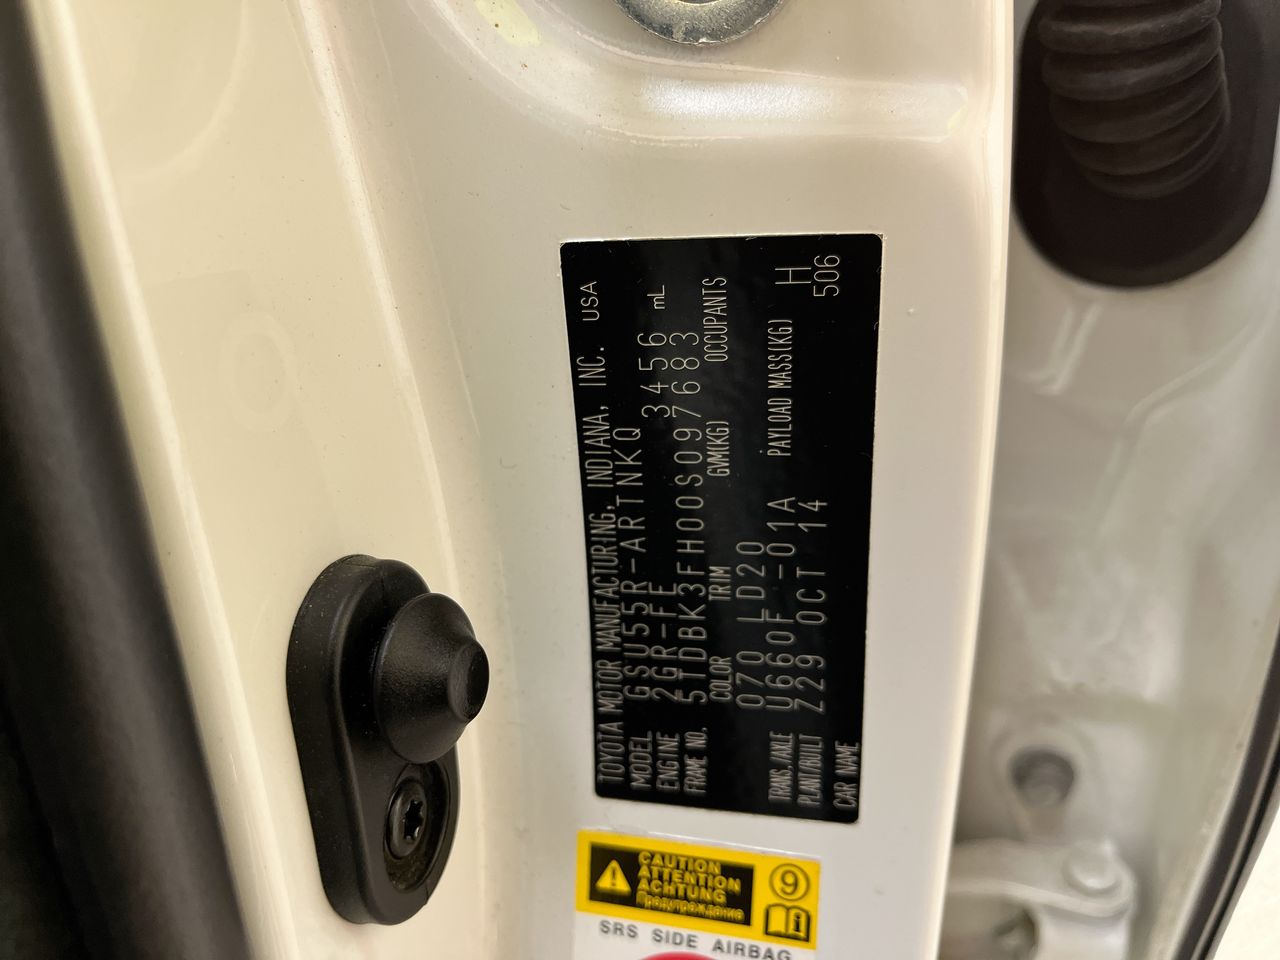 TOYOTA MOTOR MANUFACTURING, INDIANA, INC. USA
MODEL GSU55R-ARTNKQ
ENGINE 2GR-FE 3456 mL
FRAME NO. 5TDBK3FH00S097683
COLOR TRIM GVM(KG) OCCUPANTS
070 LD20
TRANS./AXLE U660F -01A PAYLOAD MASS(KG) H
PLANT/BUILT Z29 OCT 14 506
CAR NAME
CAUTION
ATTENTION
ACHTUNG
Предупреждение
9
SRS SIDE AIRBAG